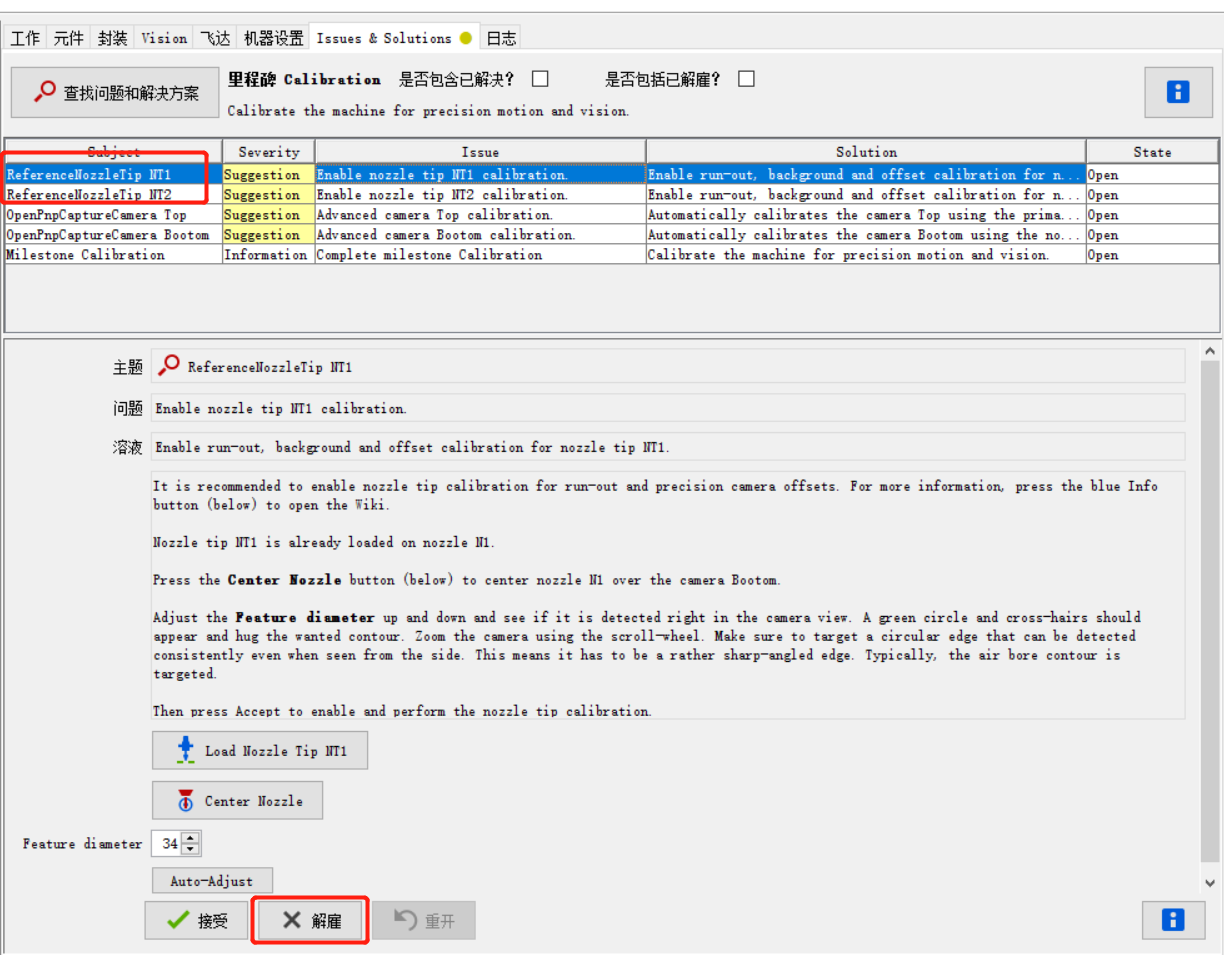 工作 元件 封装 Vision 飞达 机器设置 Issues & Solutions 日志
查找问题和解决方案
里程碑 Calibration 是否包含已解决? 是否包括已解雇?
Calibrate the machine for precision motion and vision.
Subject Severity Issue Solution State
ReferenceNozzleTip NT1 Suggestion Enable nozzle tip NT1 calibration. Enable run-out, background and offset calibration for n... Open
ReferenceNozzleTip NT2 Suggestion Enable nozzle tip NT2 calibration. Enable run-out, background and offset calibration for n... Open
OpenPnpCaptureCamera Top Suggestion Advanced camera Top calibration. Automatically calibrates the camera Top using the prima... Open
OpenPnpCaptureCamera Bootom Suggestion Advanced camera Bootom calibration. Automatically calibrates the camera Bootom using the no... Open
Milestone Calibration Information Complete milestone Calibration Calibrate the machine for precision motion and vision. Open
主题 ReferenceNozzleTip NT1
问题 Enable nozzle tip NT1 calibration.
溶液 Enable run-out, background and offset calibration for nozzle tip NT1.
It is recommended to enable nozzle tip calibration for run-out and precision camera offsets. For more information, press the blue Info
button (below) to open the Wiki.
Nozzle tip NT1 is already loaded on nozzle N1.
Press the Center Nozzle button (below) to center nozzle N1 over the camera Bootom.
Adjust the Feature diameter up and down and see if it is detected right in the camera view. A green circle and cross-hairs should
appear and hug the wanted contour. Zoom the camera using the scroll-wheel. Make sure to target a circular edge that can be detected
consistently even when seen from the side. This means it has to be a rather sharp-angled edge. Typically, the air bore contour is
targeted.
Then press Accept to enable and perform the nozzle tip calibration.
Load Nozzle Tip NT1
Center Nozzle
Feature diameter 34
Auto-Adjust
接受 解雇 重开